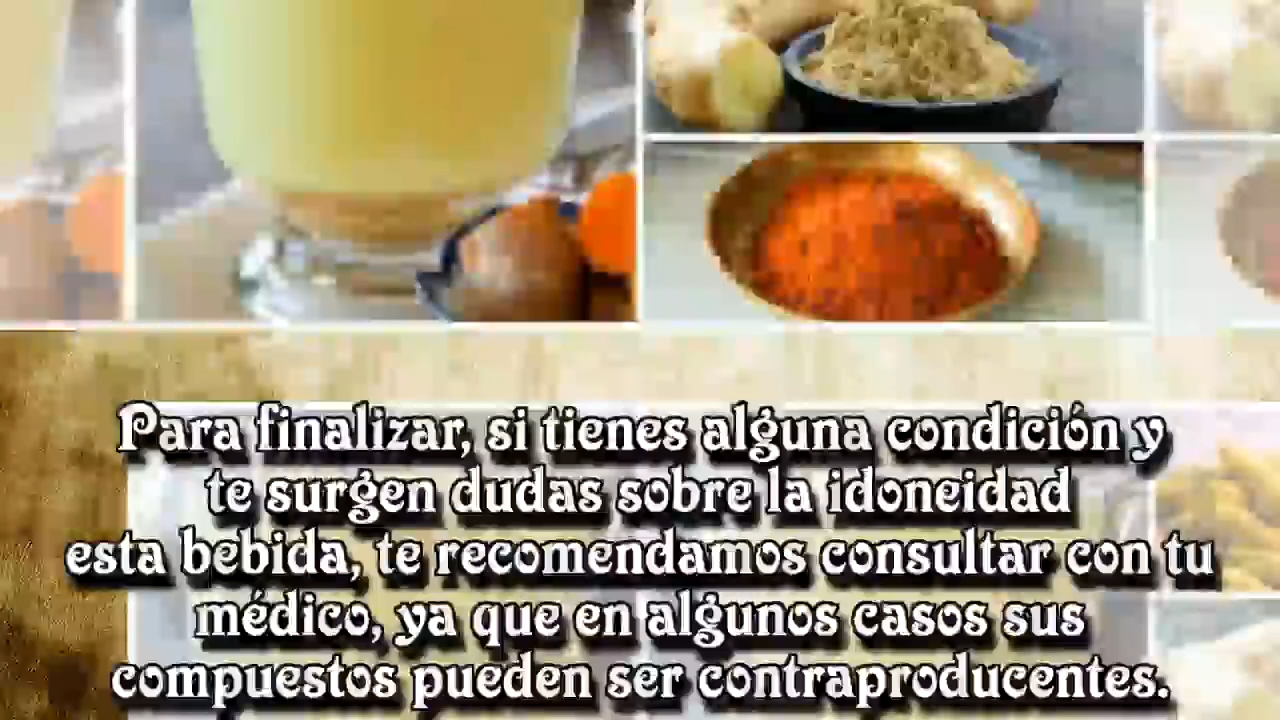 Para finalizar, si tienes alguna condición y
te surgen dudas sobre la idoneidad
esta bebida, te recomendamos consultar con tu
médico, ya que en algunos casos sus
compuestos pueden ser contraproducentes.